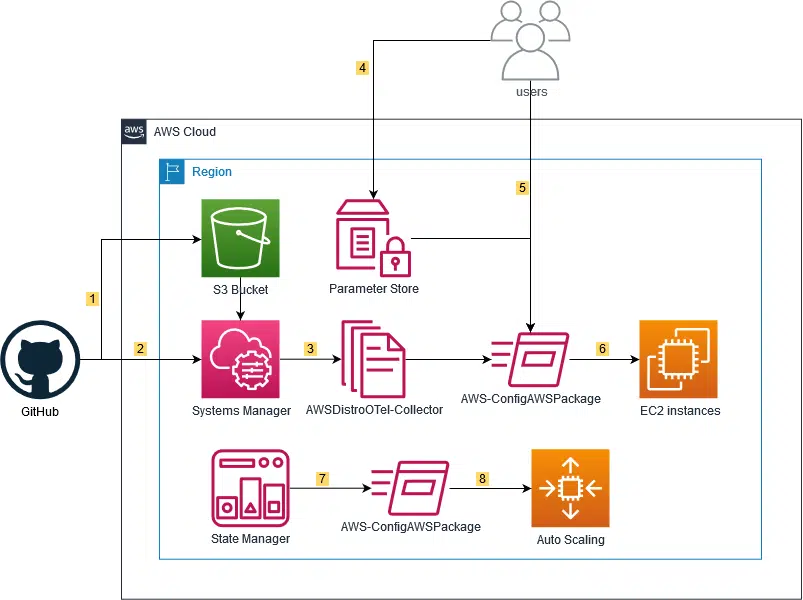 users
4
aws
AWS Cloud
Region
5
S3 Bucket
Parameter Store
1
2
3
6
GitHub
Systems Manager
AWSDistroOTel-Collector
AWS-ConfigAWSPackage
EC2 instances
7
8
State Manager
AWS-ConfigAWSPackage
Auto Scaling